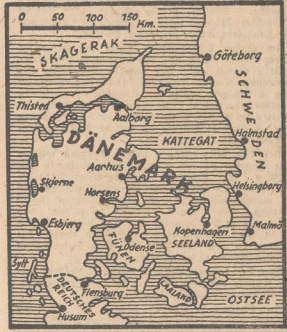 0 50 100 150 Km.
SKAGERAK
Göteborg
SCHWEDEN
Thisted
Aalborg
KATTEGAT
Halmstad
DÄNEMARK
Aarhus
Skjerne
Horsens
Helsingborg
Esbjerg
Kopenhagen
Malmö
FÜNEN
Odense
SEELAND
Sylt
DEUTSCHES
REICH
Flensburg
LAALAND
OSTSEE
Husum